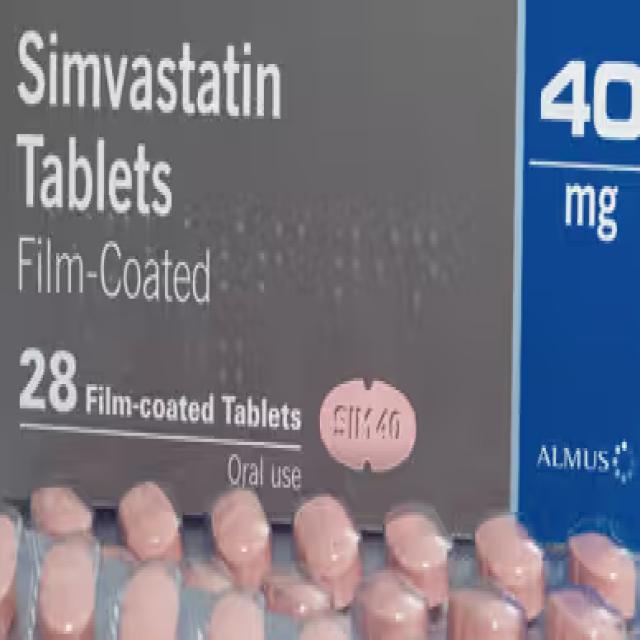 Simvastatin
Tablets
Film-Coated
28 Film-coated Tablets
Oral use
SIM 40
40
mg
ALMUS